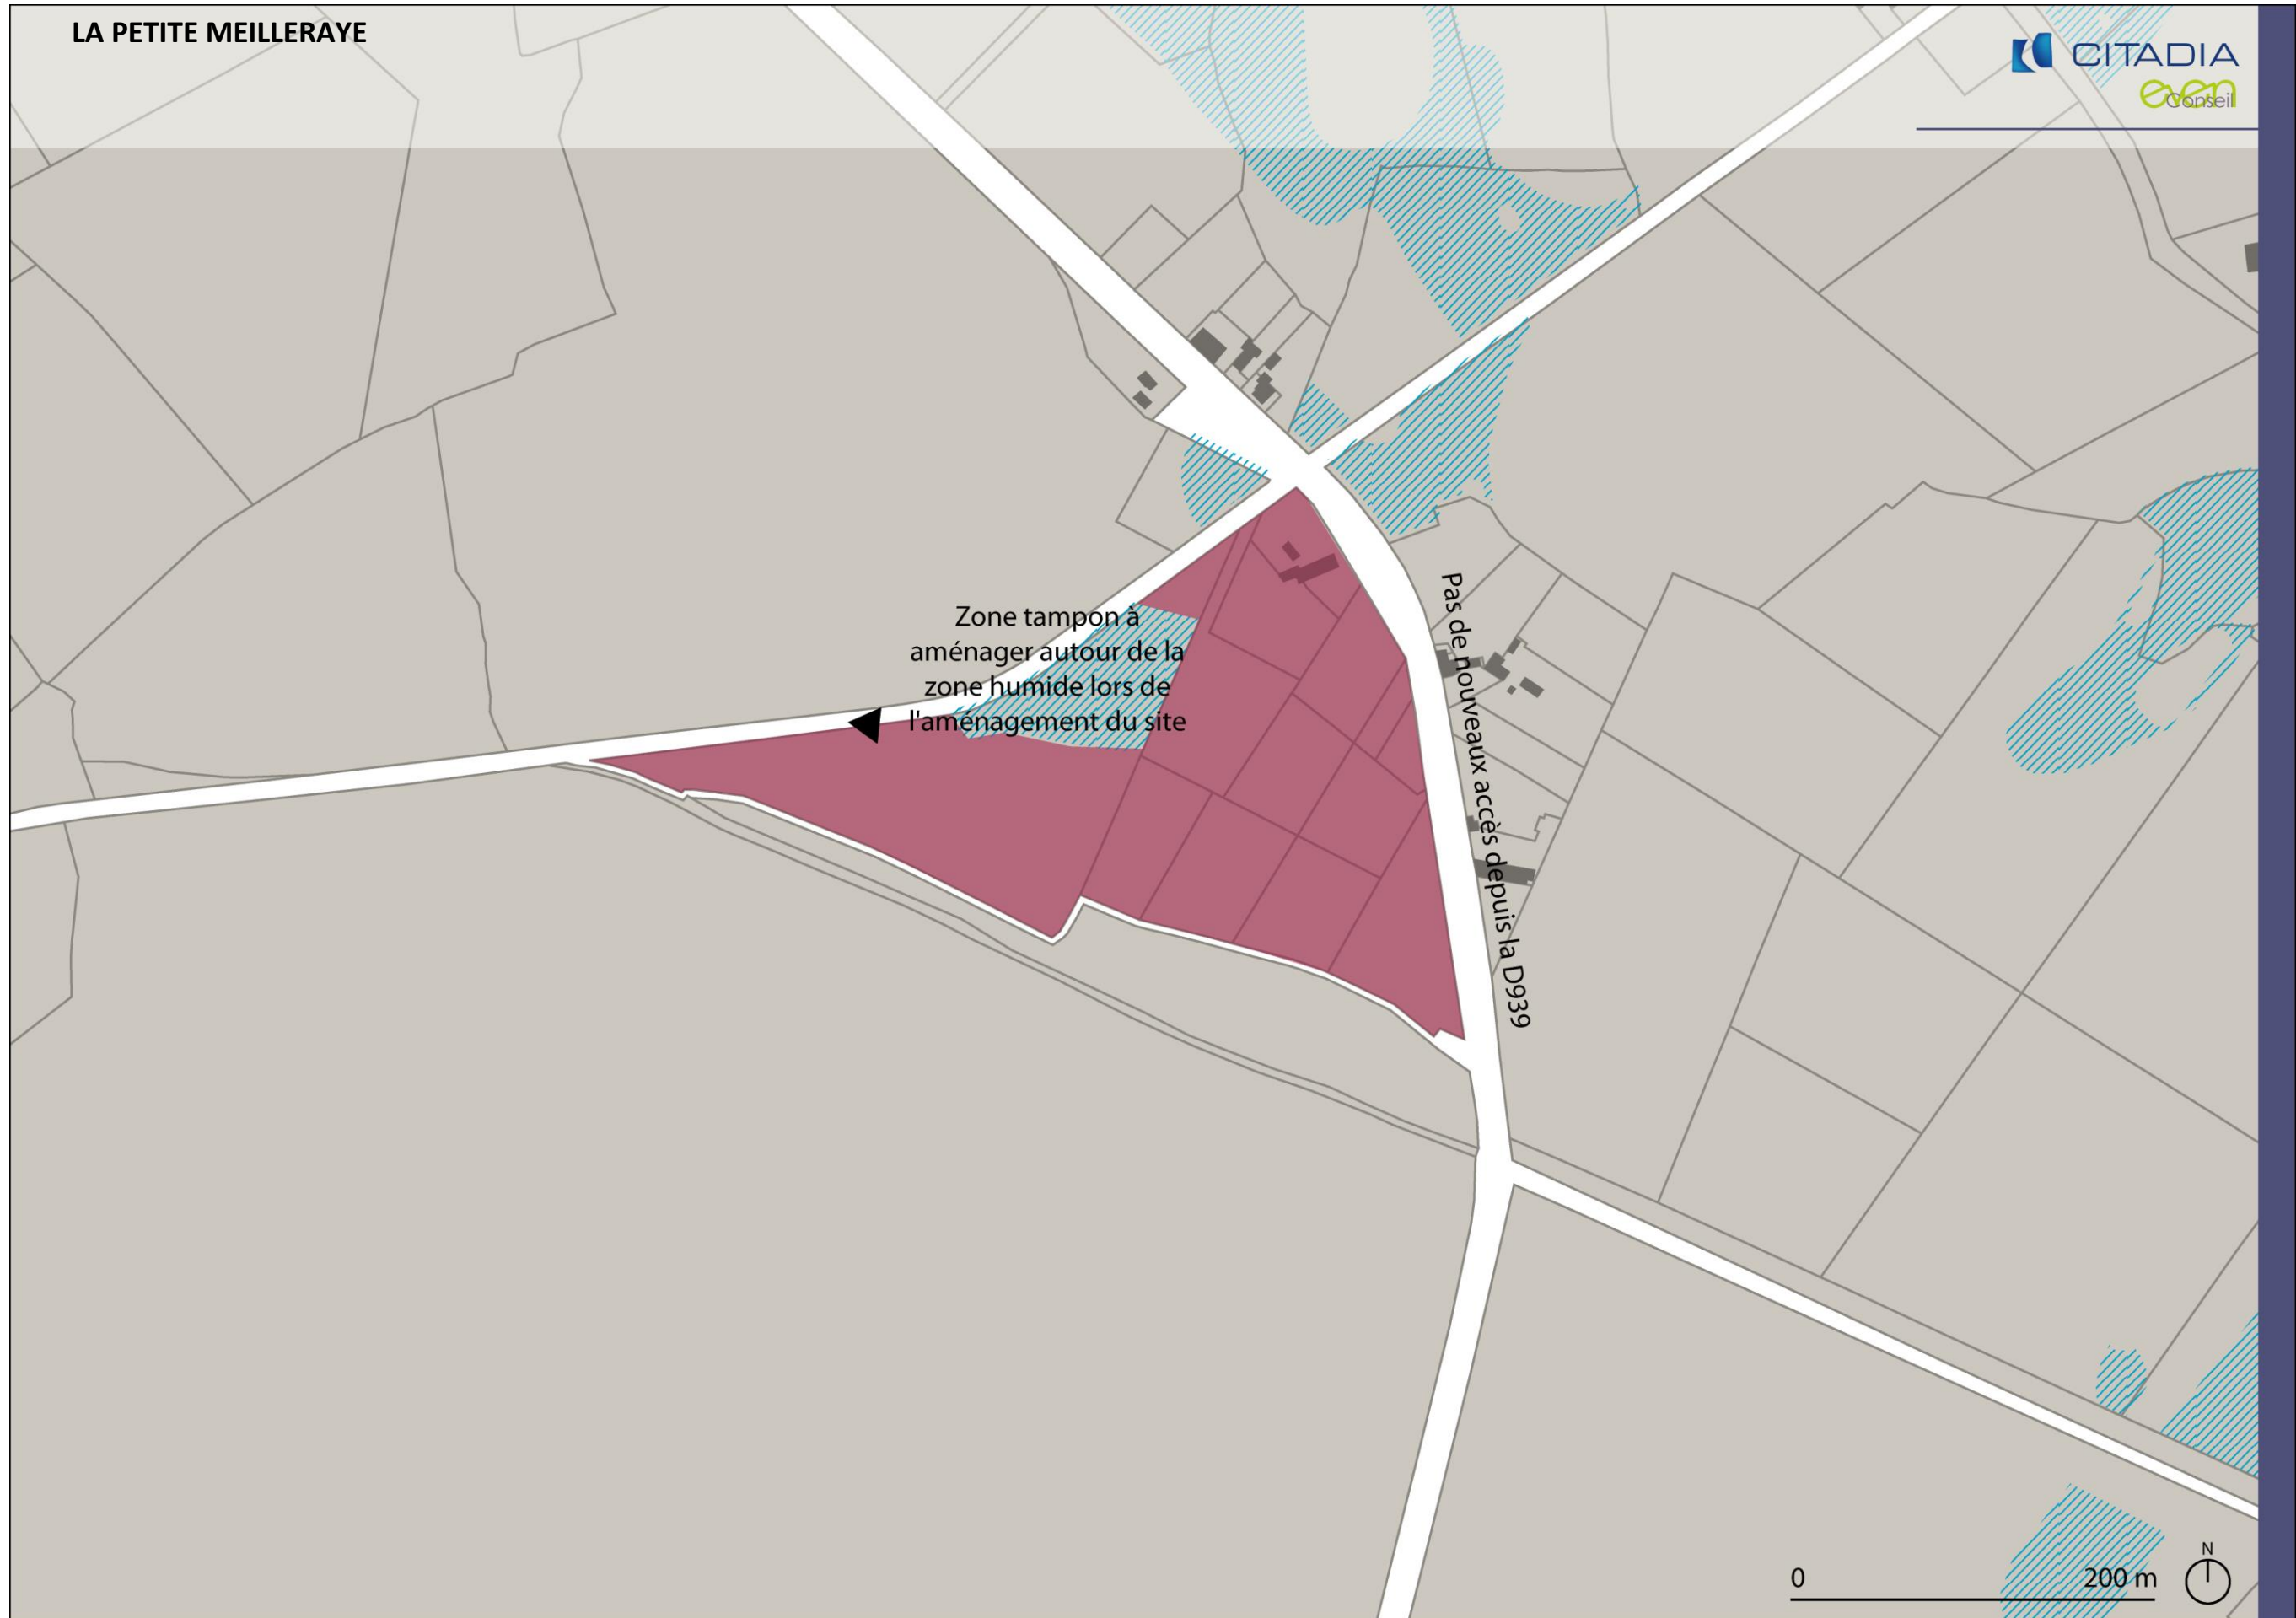 LA PETITE MEILLERAYE
CITADIA
even
Conseil
Zone tampon à
aménager autour de la
zone humide lors de
l'aménagement du site
Pas de nouveaux accès depuis la D939
0 200 m
N